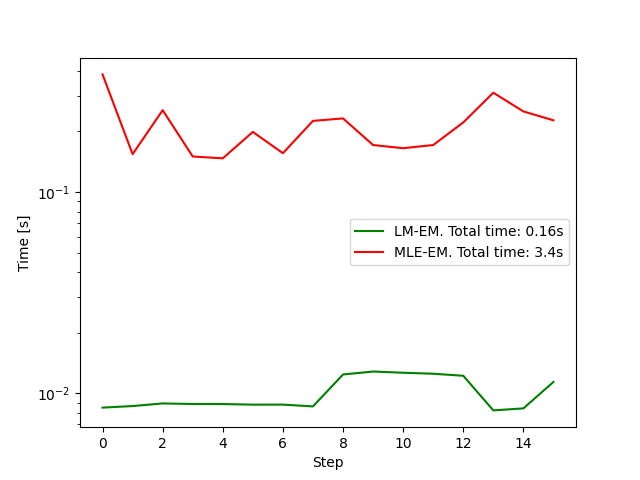 Time [s]
10⁻¹
10⁻²
LM-EM. Total time: 0.16s
MLE-EM. Total time: 3.4s
0 2 4 6 8 10 12 14
Step